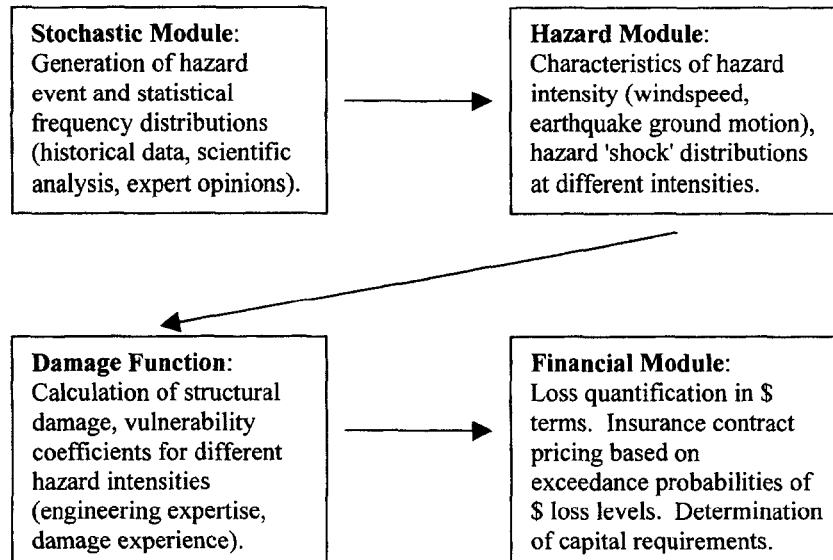 Stochastic Module:
Generation of hazard
event and statistical
frequency distributions
(historical data, scientific
analysis, expert opinions).
Hazard Module:
Characteristics of hazard
intensity (windspeed,
earthquake ground motion),
hazard 'shock' distributions
at different intensities.
Damage Function:
Calculation of structural
damage, vulnerability
coefficients for different
hazard intensities
(engineering expertise,
damage experience).
Financial Module:
Loss quantification in $
terms. Insurance contract
pricing based on
exceedance probabilities of
$ loss levels. Determination
of capital requirements.